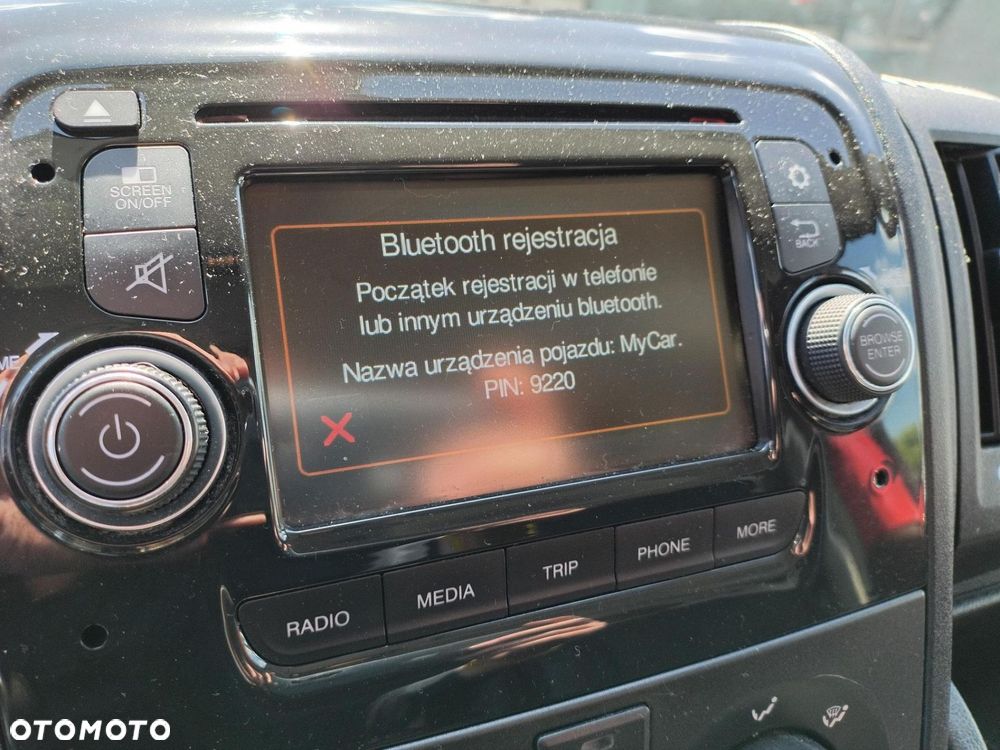 SCREEN
ON/OFF
Bluetooth rejestracja
Początek rejestracji w telefonie
lub innym urządzeniu bluetooth.
Nazwa urządzenia pojazdu: MyCar.
PIN: 9220
BACK
BROWSE
ENTER
RADIO
MEDIA
TRIP
PHONE
MORE
OTOMOTO